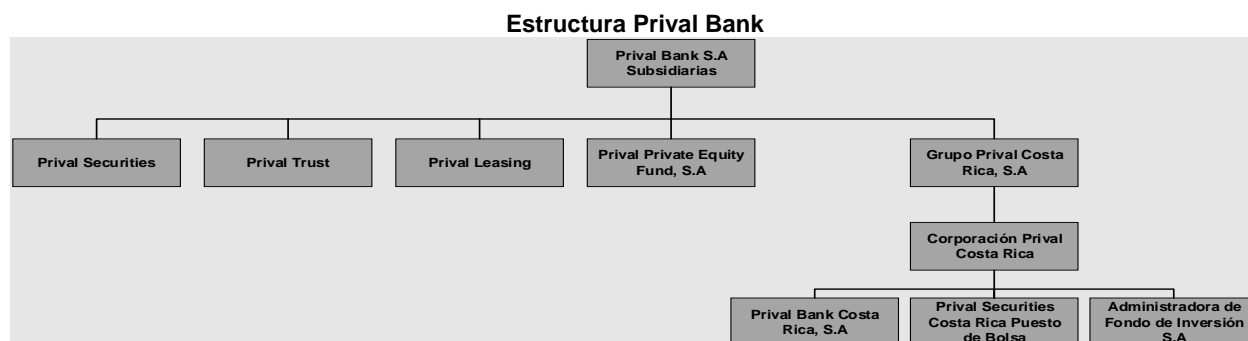 Estructura Prival Bank
Prival Bank S.A
Subsidiarias
Prival Securities
Prival Trust
Prival Leasing
Prival Private Equity
Fund, S.A
Grupo Prival Costa
Rica, S.A
Corporación Prival
Costa Rica
Prival Bank Costa
Rica, S.A
Prival Securities
Costa Rica Puesto
de Bolsa
Administradora de
Fondo de Inversión
S.A